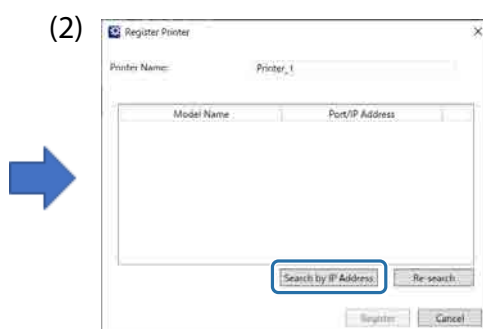 (2)
Register Printer
Printer Name: Printer_1
Model Name Port/IP Address
Search by IP Address Re-search
Register Cancel